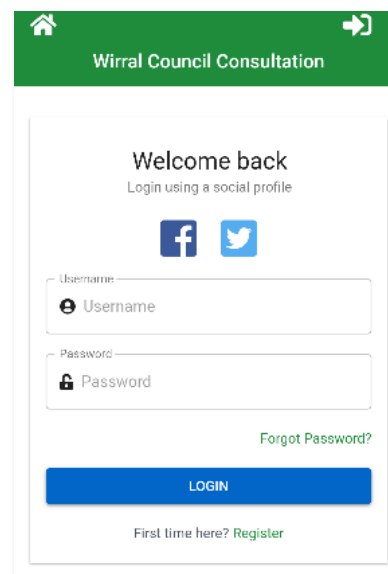 Wirral Council Consultation
Welcome back
Login using a social profile
Username
Username
Password
Password
Forgot Password?
LOGIN
First time here? Register